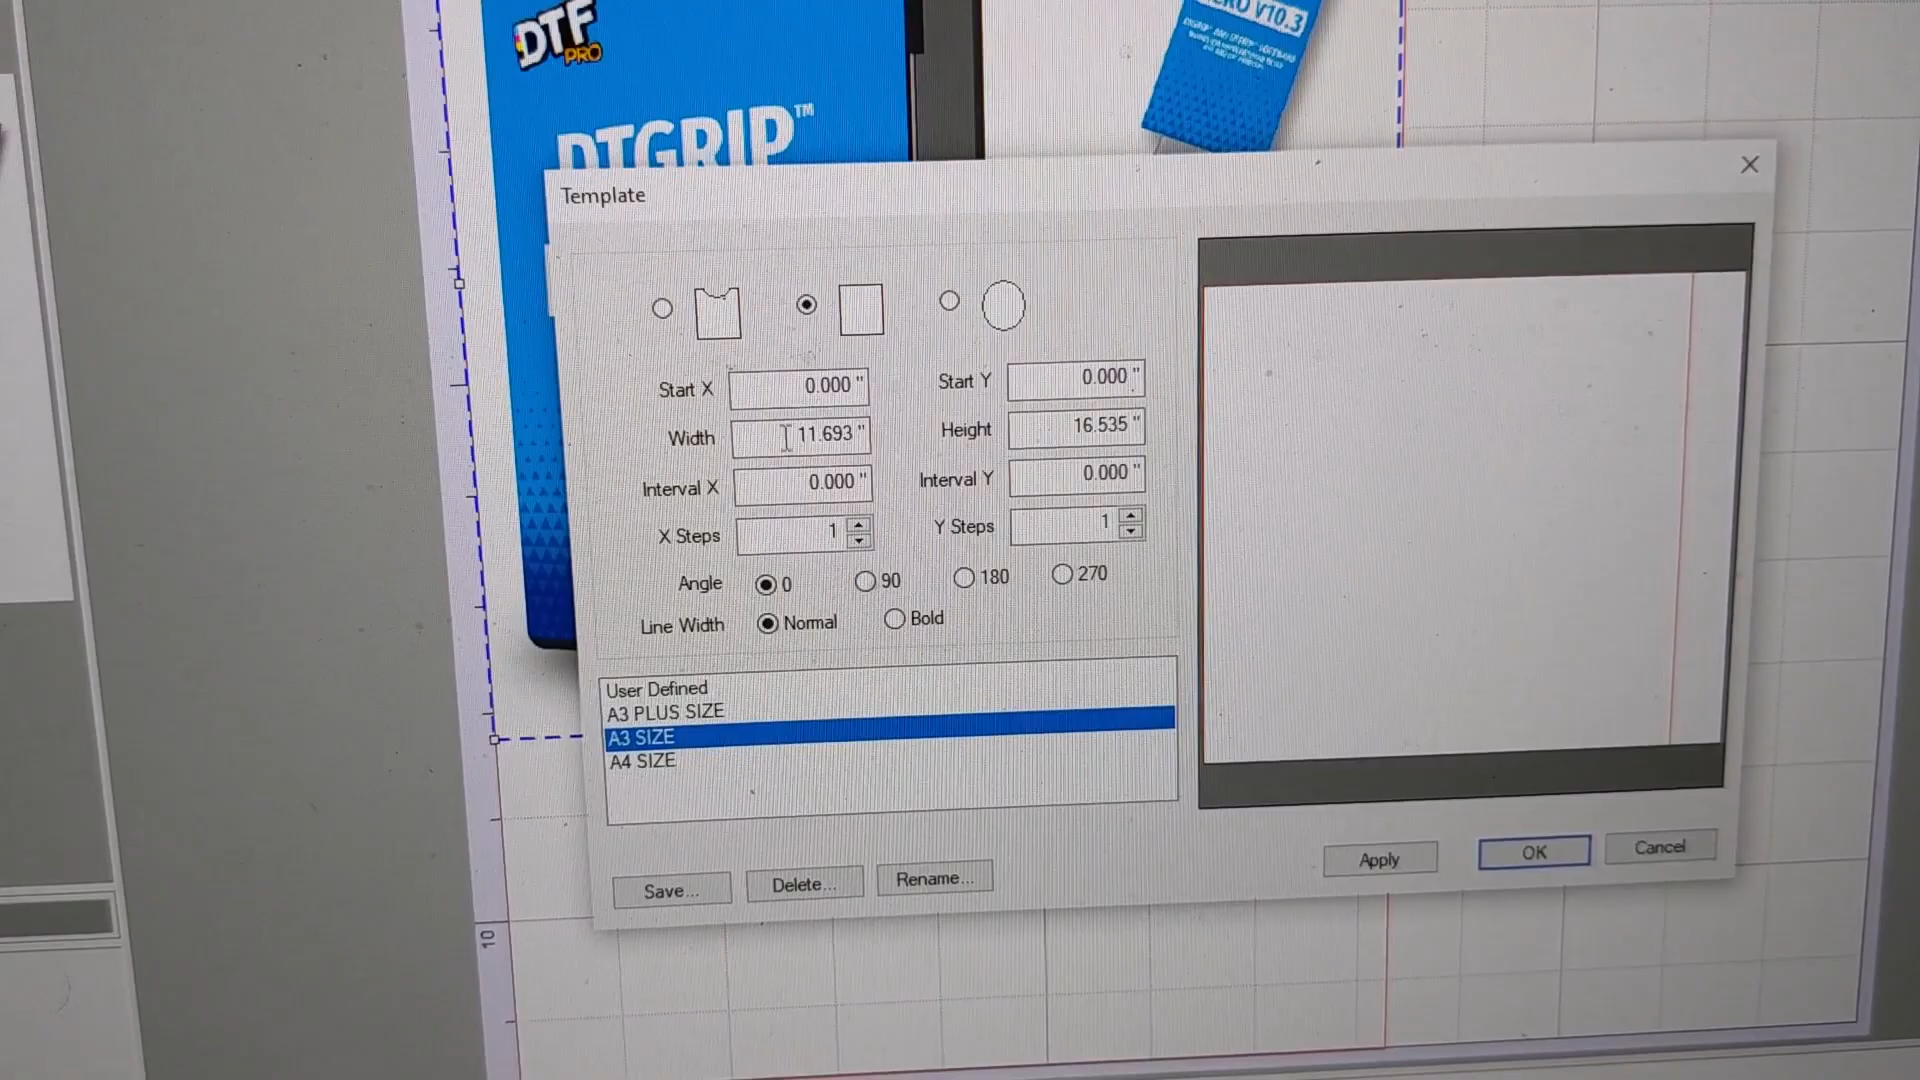 DTF
PRO
DTGRIP™
V10.3
Template
Start X 0.000 " Start Y 0.000 "
Width 11.693 " Height 16.535 "
Interval X 0.000 " Interval Y 0.000 "
X Steps 1 Y Steps 1
Angle 0 90 180 270
Line Width Normal Bold
User Defined
A3 PLUS SIZE
A3 SIZE
A4 SIZE
Save... Delete... Rename... Apply OK Cancel
10